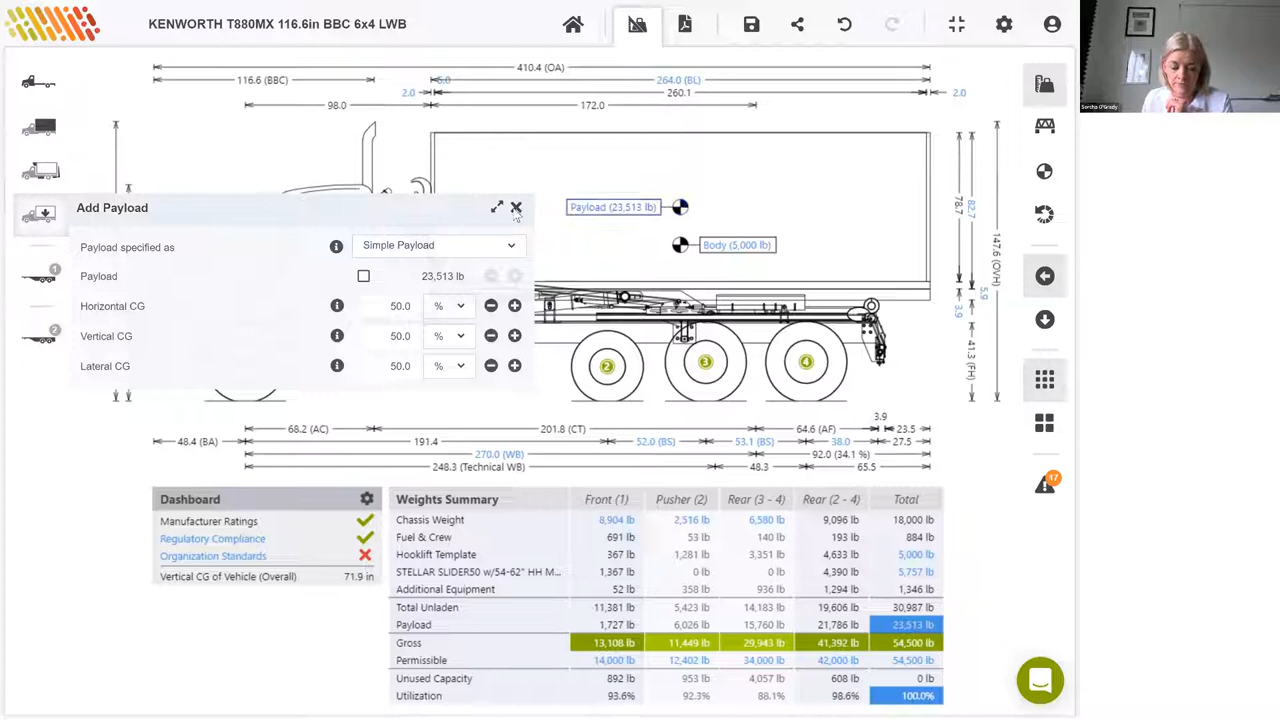 KENWORTH T880MX 116.6in BBC 6x4 LWB
Sorcha O'Grady
410.4 (OA)
116.6 (BBC)
264.0 (BL)
2.0
260.1
2.0
98.0
172.0
Add Payload
Payload specified as
Simple Payload
Payload
23,513 lb
Horizontal CG
50.0
%
Vertical CG
50.0
%
Lateral CG
50.0
%
Payload (23,513 lb)
Body (5,000 lb)
78.7
82.7
147.6 (OVH)
5.9
3.9
41.3 (FH)
1
2
2
3
4
17
3.9
68.2 (AC)
201.8 (CT)
64.6 (AF)
23.5
48.4 (BA)
191.4
52.0 (BS)
53.1 (BS)
38.0
27.5
270.0 (WB)
92.0 (34.1 %)
248.3 (Technical WB)
48.3
65.5
Dashboard
Manufacturer Ratings
Regulatory Compliance
Organization Standards
Vertical CG of Vehicle (Overall) 71.9 in
Weights Summary Front (1) Pusher (2) Rear (3 - 4) Rear (2 - 4) Total
Chassis Weight 8,904 lb 2,516 lb 6,580 lb 9,096 lb 18,000 lb
Fuel & Crew 691 lb 53 lb 140 lb 193 lb 884 lb
Hooklift Template 367 lb 1,281 lb 3,351 lb 4,633 lb 5,000 lb
STELLAR SLIDER50 w/54-62" HH M... 1,367 lb 0 lb 0 lb 4,390 lb 5,757 lb
Additional Equipment 52 lb 358 lb 936 lb 1,294 lb 1,346 lb
Total Unladen 11,381 lb 5,423 lb 14,183 lb 19,606 lb 30,987 lb
Payload 1,727 lb 6,026 lb 15,760 lb 21,786 lb 23,513 lb
Gross 13,108 lb 11,449 lb 29,943 lb 41,392 lb 54,500 lb
Permissible 14,000 lb 12,402 lb 34,000 lb 42,000 lb 54,500 lb
Unused Capacity 892 lb 953 lb 4,057 lb 608 lb 0 lb
Utilization 93.6% 92.3% 88.1% 98.6% 100.0%